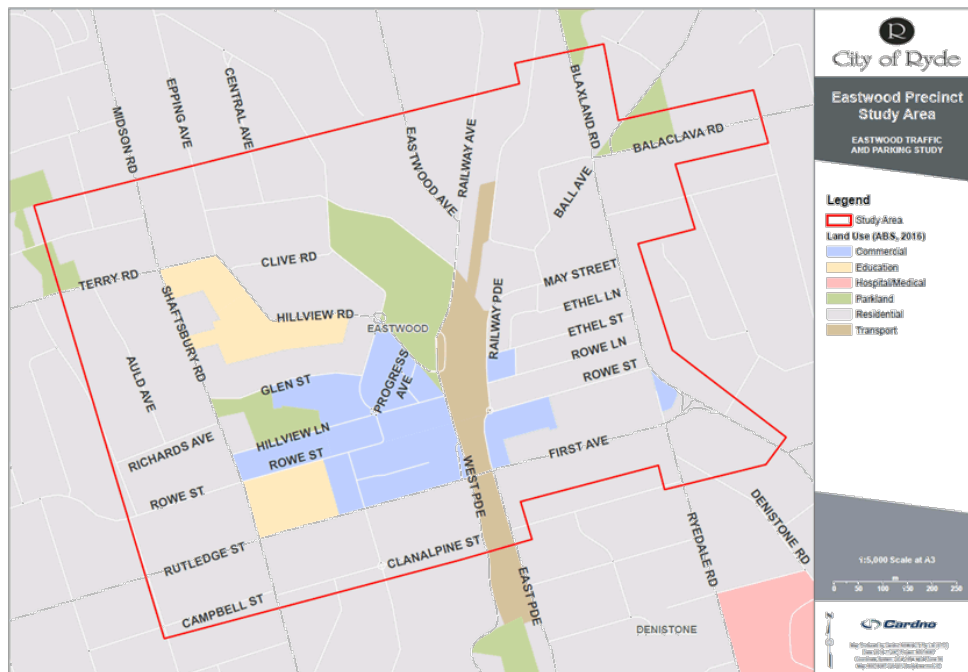 MIDSON RD
EPPING AVE
CENTRAL AVE
EASTWOOD AVE
RAILWAY AVE
BLAXLAND RD
BALACLAVA RD
BALL AVE
TERRY RD
CLIVE RD
SHAFTSBURY RD
HILLVIEW RD
EASTWOOD
RAILWAY PDE
MAY STREET
ETHEL LN
ETHEL ST
ROWE LN
ROWE ST
AULD AVE
GLEN ST
PROGRESS
AVE
RICHARDS AVE
HILLVIEW LN
ROWE ST
ROWE ST
FIRST AVE
WEST PDE
RUTLEDGE ST
CLANALPINE ST
CAMPBELL ST
EAST PDE
RYEDALE RD
DENISTONE RD
DENISTONE
R
City of Ryde
Eastwood Precinct
Study Area
EASTWOOD TRAFFIC
AND PARKING STUDY
Legend
Study Area
Land Use (ABS, 2016)
Commercial
Education
Hospital/Medical
Parkland
Residential
Transport
1:5,000 Scale at A3
m
0 50 100 150 200 250
N
Cardno